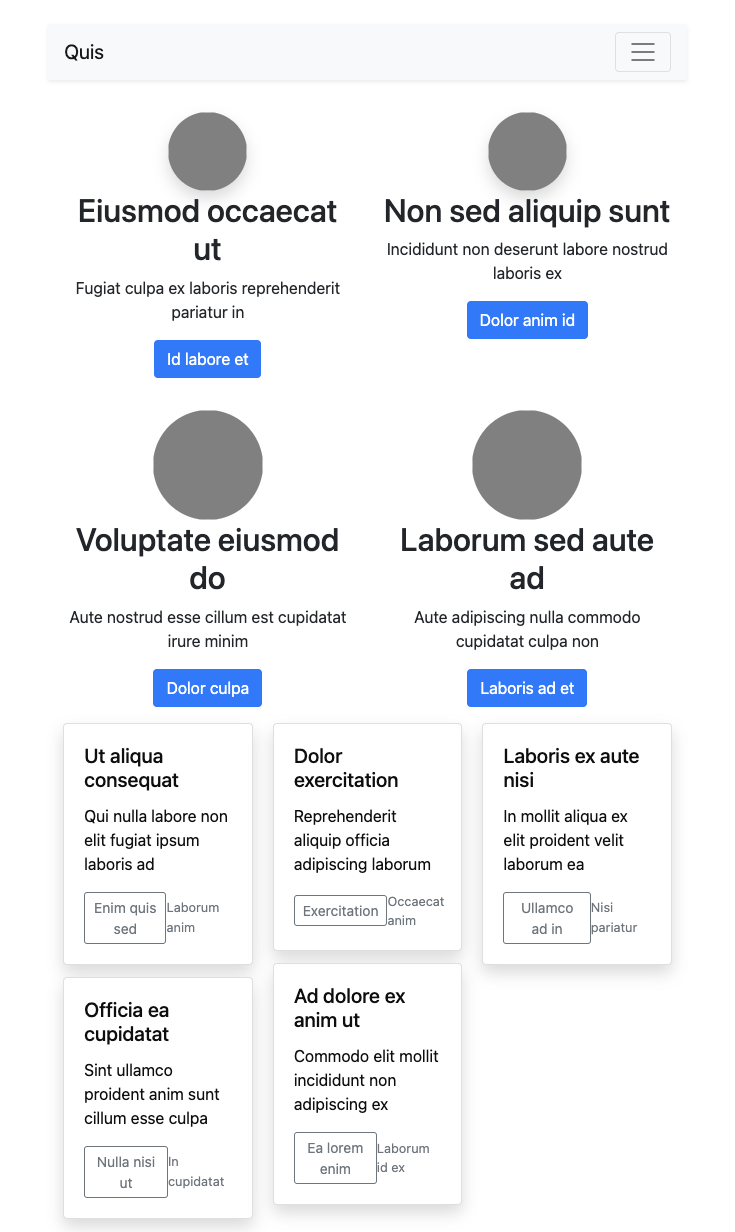 Quis
Eiusmod occaecat
ut
Fugiat culpa ex laboris reprehenderit
pariatur in
Id labore et
Non sed aliquip sunt
Incididunt non deserunt labore nostrud
laboris ex
Dolor anim id
Voluptate eiusmod
do
Aute nostrud esse cillum est cupidatat
irure minim
Dolor culpa
Laborum sed aute
ad
Aute adipiscing nulla commodo
cupidatat culpa non
Laboris ad et
Ut aliqua
consequat
Qui nulla labore non
elit fugiat ipsum
laboris ad
Enim quis
sed
Laborum
anim
Officia ea
cupidatat
Sint ullamco
proident anim sunt
cillum esse culpa
Nulla nisi
ut
In
cupidatat
Dolor
exercitation
Reprehenderit
aliquip officia
adipiscing laborum
Exercitation
Occaecat
anim
Ad dolore ex
anim ut
Commodo elit mollit
incididunt non
adipiscing ex
Ea lorem
enim
Laborum
id ex
Laboris ex aute
nisi
In mollit aliqua ex
elit proident velit
laborum ea
Ullamco
ad in
Nisi
pariatur